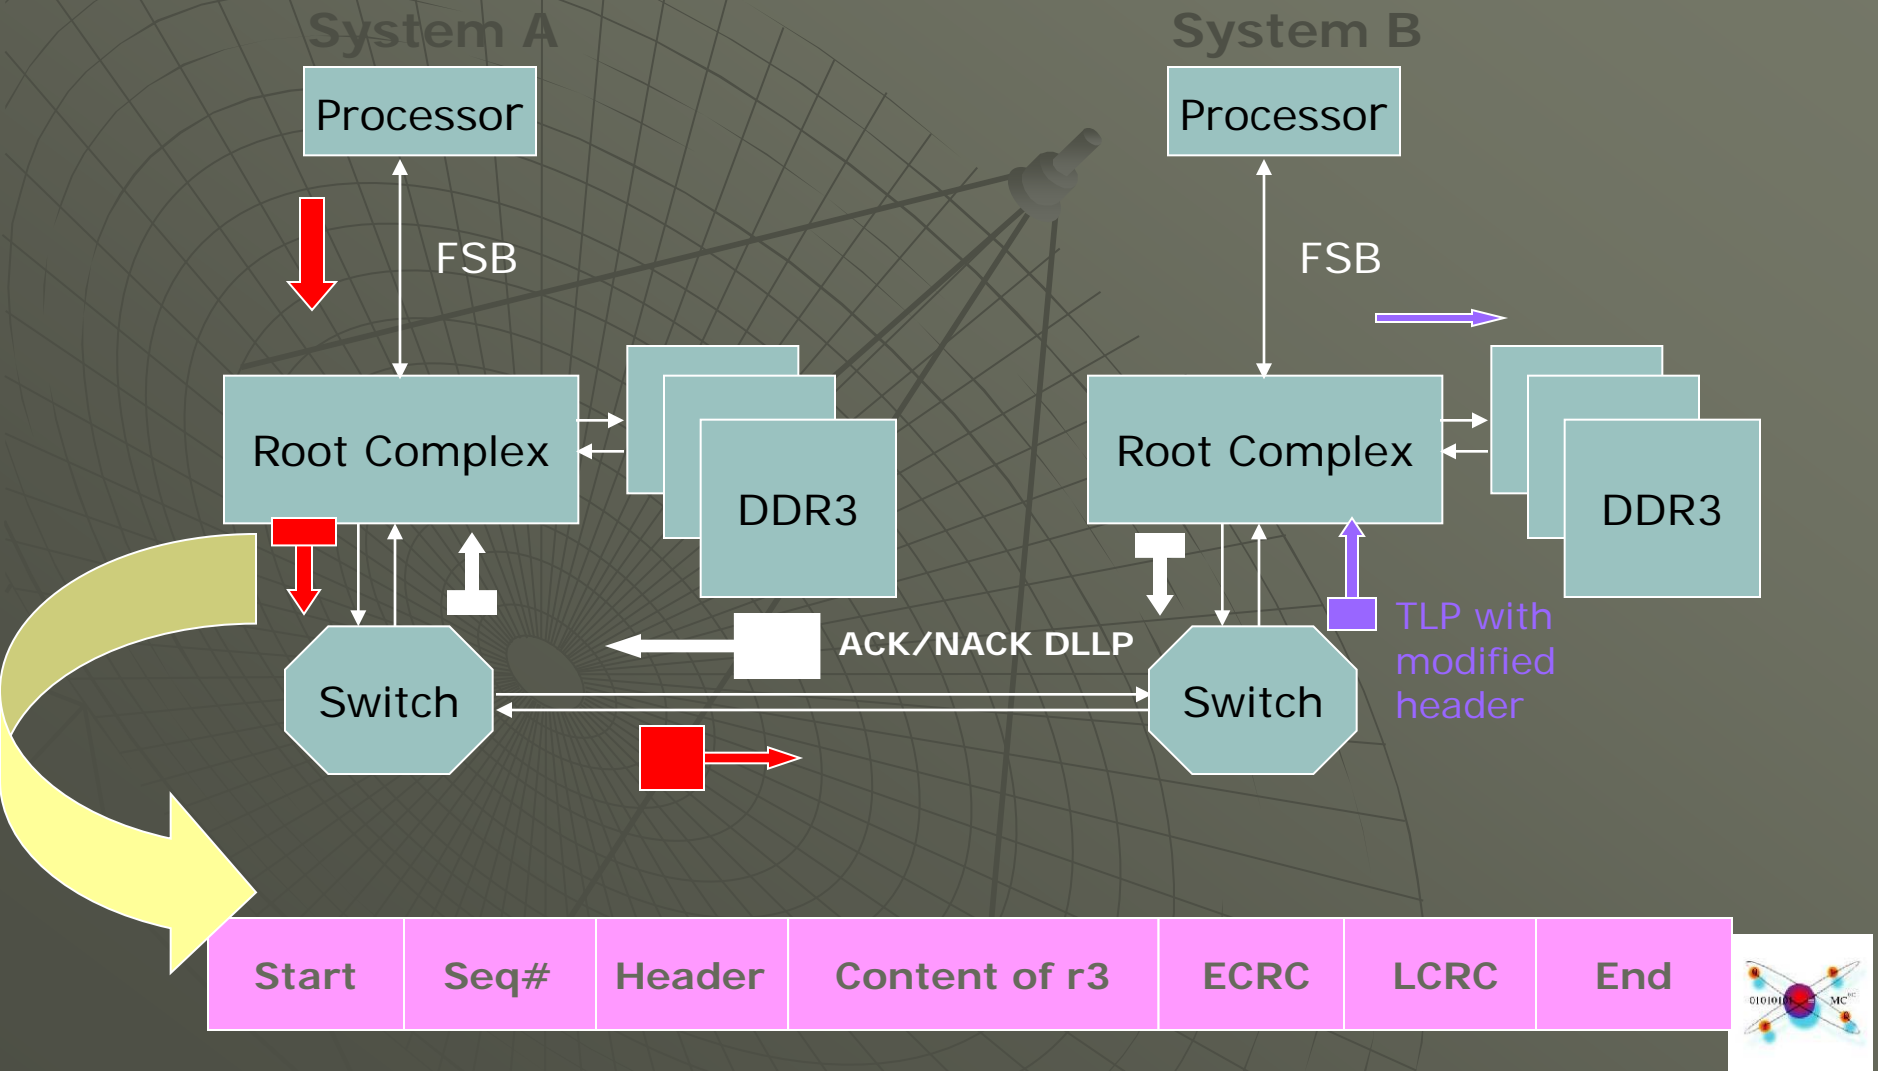 System A
System B
Processor
Processor
FSB
FSB
Root Complex
DDR3
Root Complex
DDR3
ACK/NACK DLLP
TLP with
modified
header
Switch
Switch
Start
Seq#
Header
Content of r3
ECRC
LCRC
End
MC